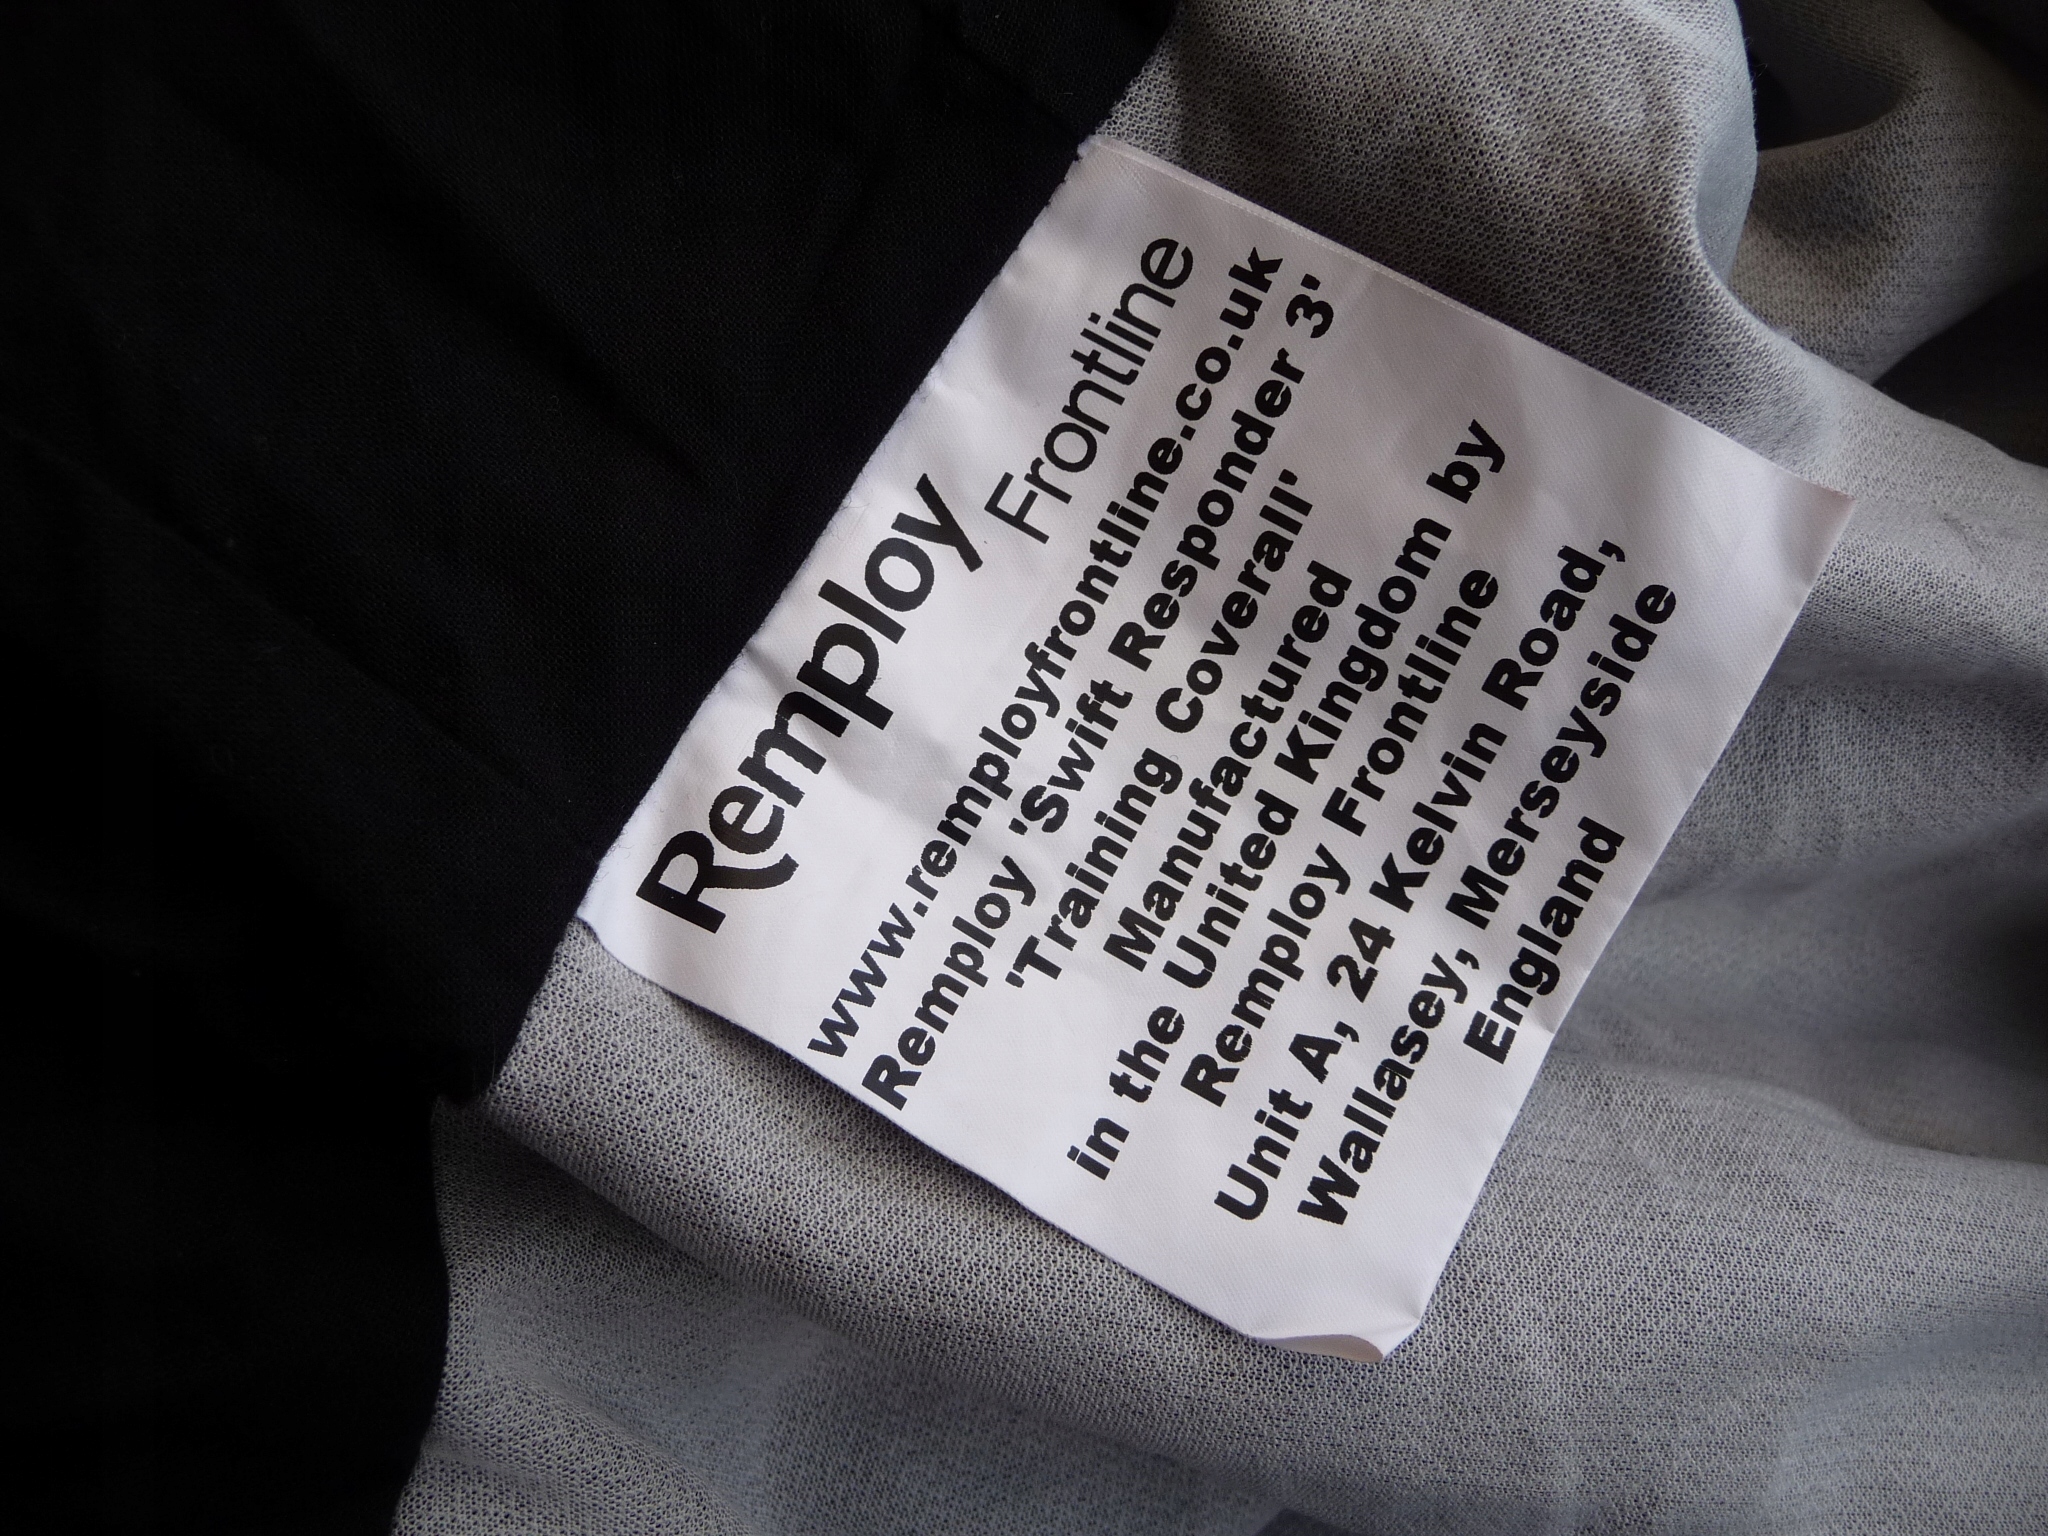 Remploy
Frontline
www.remployfrontline.co.uk
Remploy 'Swift Responder 3'
'Training Coverall'
Manufactured
in the United Kingdom by
Remploy Frontline
Unit A, 24 Kelvin Road,
Wallasey, Merseyside
England